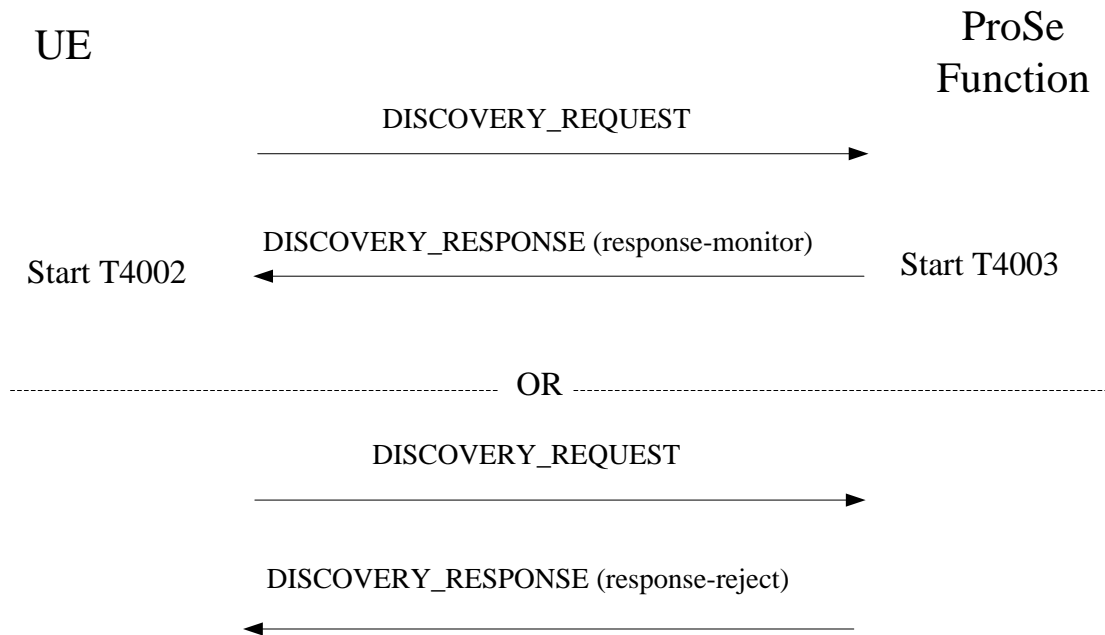 UE
ProSe
Function
DISCOVERY_REQUEST
DISCOVERY_RESPONSE (response-monitor)
Start T4002
Start T4003
OR
DISCOVERY_REQUEST
DISCOVERY_RESPONSE (response-reject)